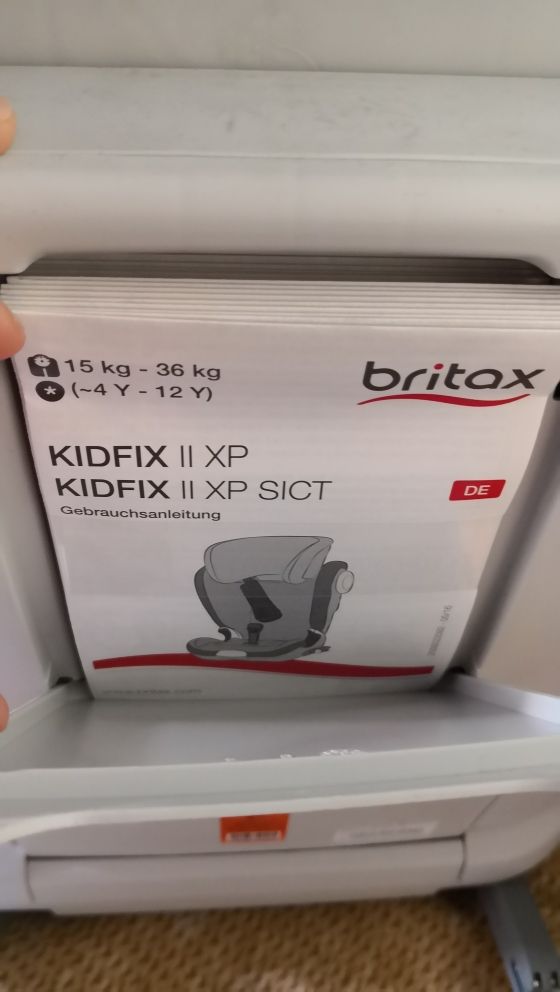 15 kg - 36 kg
(~4 Y - 12 Y)
britax
KIDFIX II XP
KIDFIX II XP SICT
DE
Gebrauchsanleitung